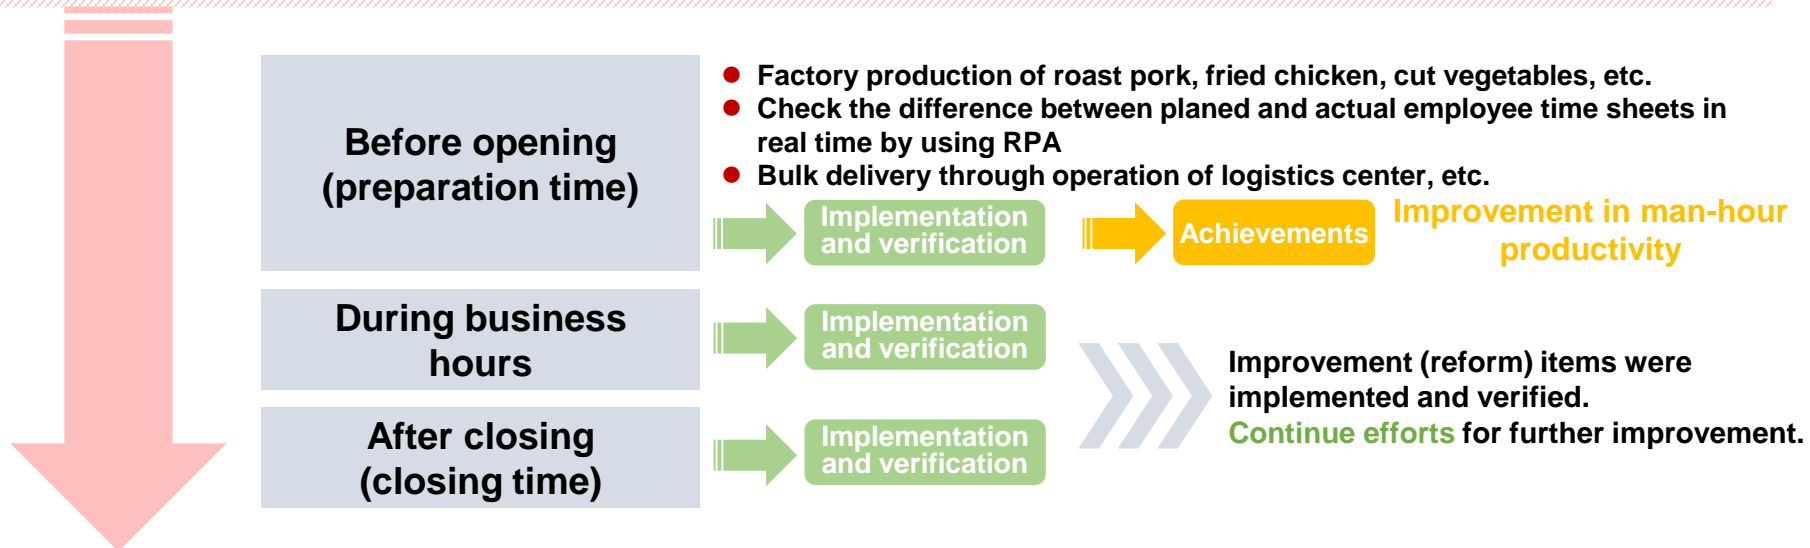 Before opening
(preparation time)
● Factory production of roast pork, fried chicken, cut vegetables, etc.
● Check the difference between planed and actual employee time sheets in
real time by using RPA
● Bulk delivery through operation of logistics center, etc.
Implementation
and verification
Achievements
Improvement in man-hour
productivity
During business
hours
Implementation
and verification
After closing
(closing time)
Implementation
and verification
Improvement (reform) items were
implemented and verified.
Continue efforts for further improvement.